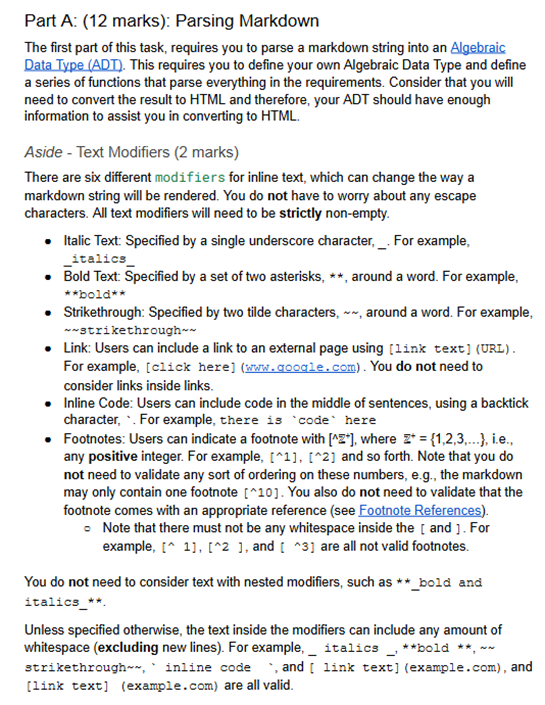 Part A: (12 marks): Parsing Markdown
The first part of this task, requires you to parse a markdown string into an Algebraic
Data Type (ADT). This requires you to define your own Algebraic Data Type and define
a series of functions that parse everything in the requirements. Consider that you will
need to convert the result to HTML and therefore, your ADT should have enough
information to assist you in converting to HTML.
Aside - Text Modifiers (2 marks)
There are six different modifiers for inline text, which can change the way a
markdown string will be rendered. You do not have to worry about any escape
characters. All text modifiers will need to be strictly non-empty.
● Italic Text: Specified by a single underscore character, _. For example,
_italics_
● Bold Text: Specified by a set of two asterisks, **, around a word. For example,
**bold**
● Strikethrough: Specified by two tilde characters, ~~, around a word. For example,
~~strikethrough~~
● Link: Users can include a link to an external page using [link text](URL).
For example, [click here](www.google.com). You do not need to
consider links inside links.
● Inline Code: Users can include code in the middle of sentences, using a backtick
character, `. For example, there is `code` here
● Footnotes: Users can indicate a footnote with [^ℤ⁺], where ℤ⁺ = {1,2,3,...}, i.e.,
any positive integer. For example, [^1], [^2] and so forth. Note that you do
not need to validate any sort of ordering on these numbers, e.g., the markdown
may only contain one footnote [^10]. You also do not need to validate that the
footnote comes with an appropriate reference (see Footnote References).
○ Note that there must not be any whitespace inside the [ and ]. For
example, [^ 1], [^2 ], and [ ^3] are all not valid footnotes.
You do not need to consider text with nested modifiers, such as **_bold and
italics_**.
Unless specified otherwise, the text inside the modifiers can include any amount of
whitespace (excluding new lines). For example, _ italics _, **bold **, ~~
strikethrough~~, ` inline code  `, and [ link text](example.com), and
[link text] (example.com) are all valid.